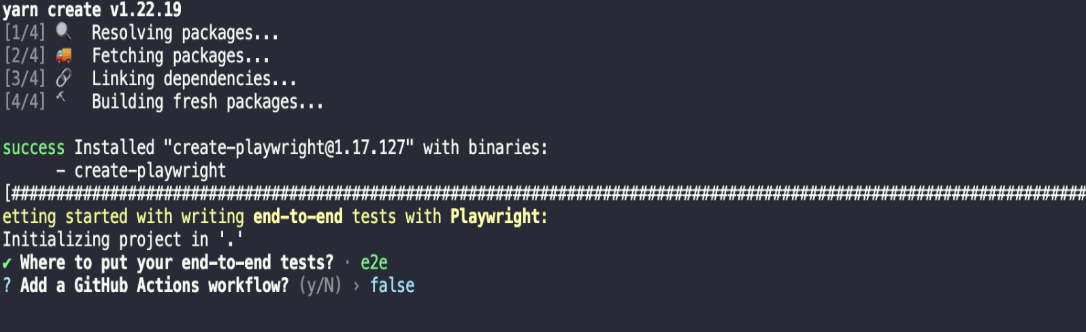 yarn create v1.22.19
[1/4] 🔍 Resolving packages...
[2/4] 🚚 Fetching packages...
[3/4] 🔗 Linking dependencies...
[4/4] 🔨 Building fresh packages...
success Installed "create-playwright@1.17.127" with binaries:
- create-playwright
[########################################################################################################################
etting started with writing end-to-end tests with Playwright:
Initializing project in '.'
✔ Where to put your end-to-end tests? · e2e
? Add a GitHub Actions workflow? (y/N) › false